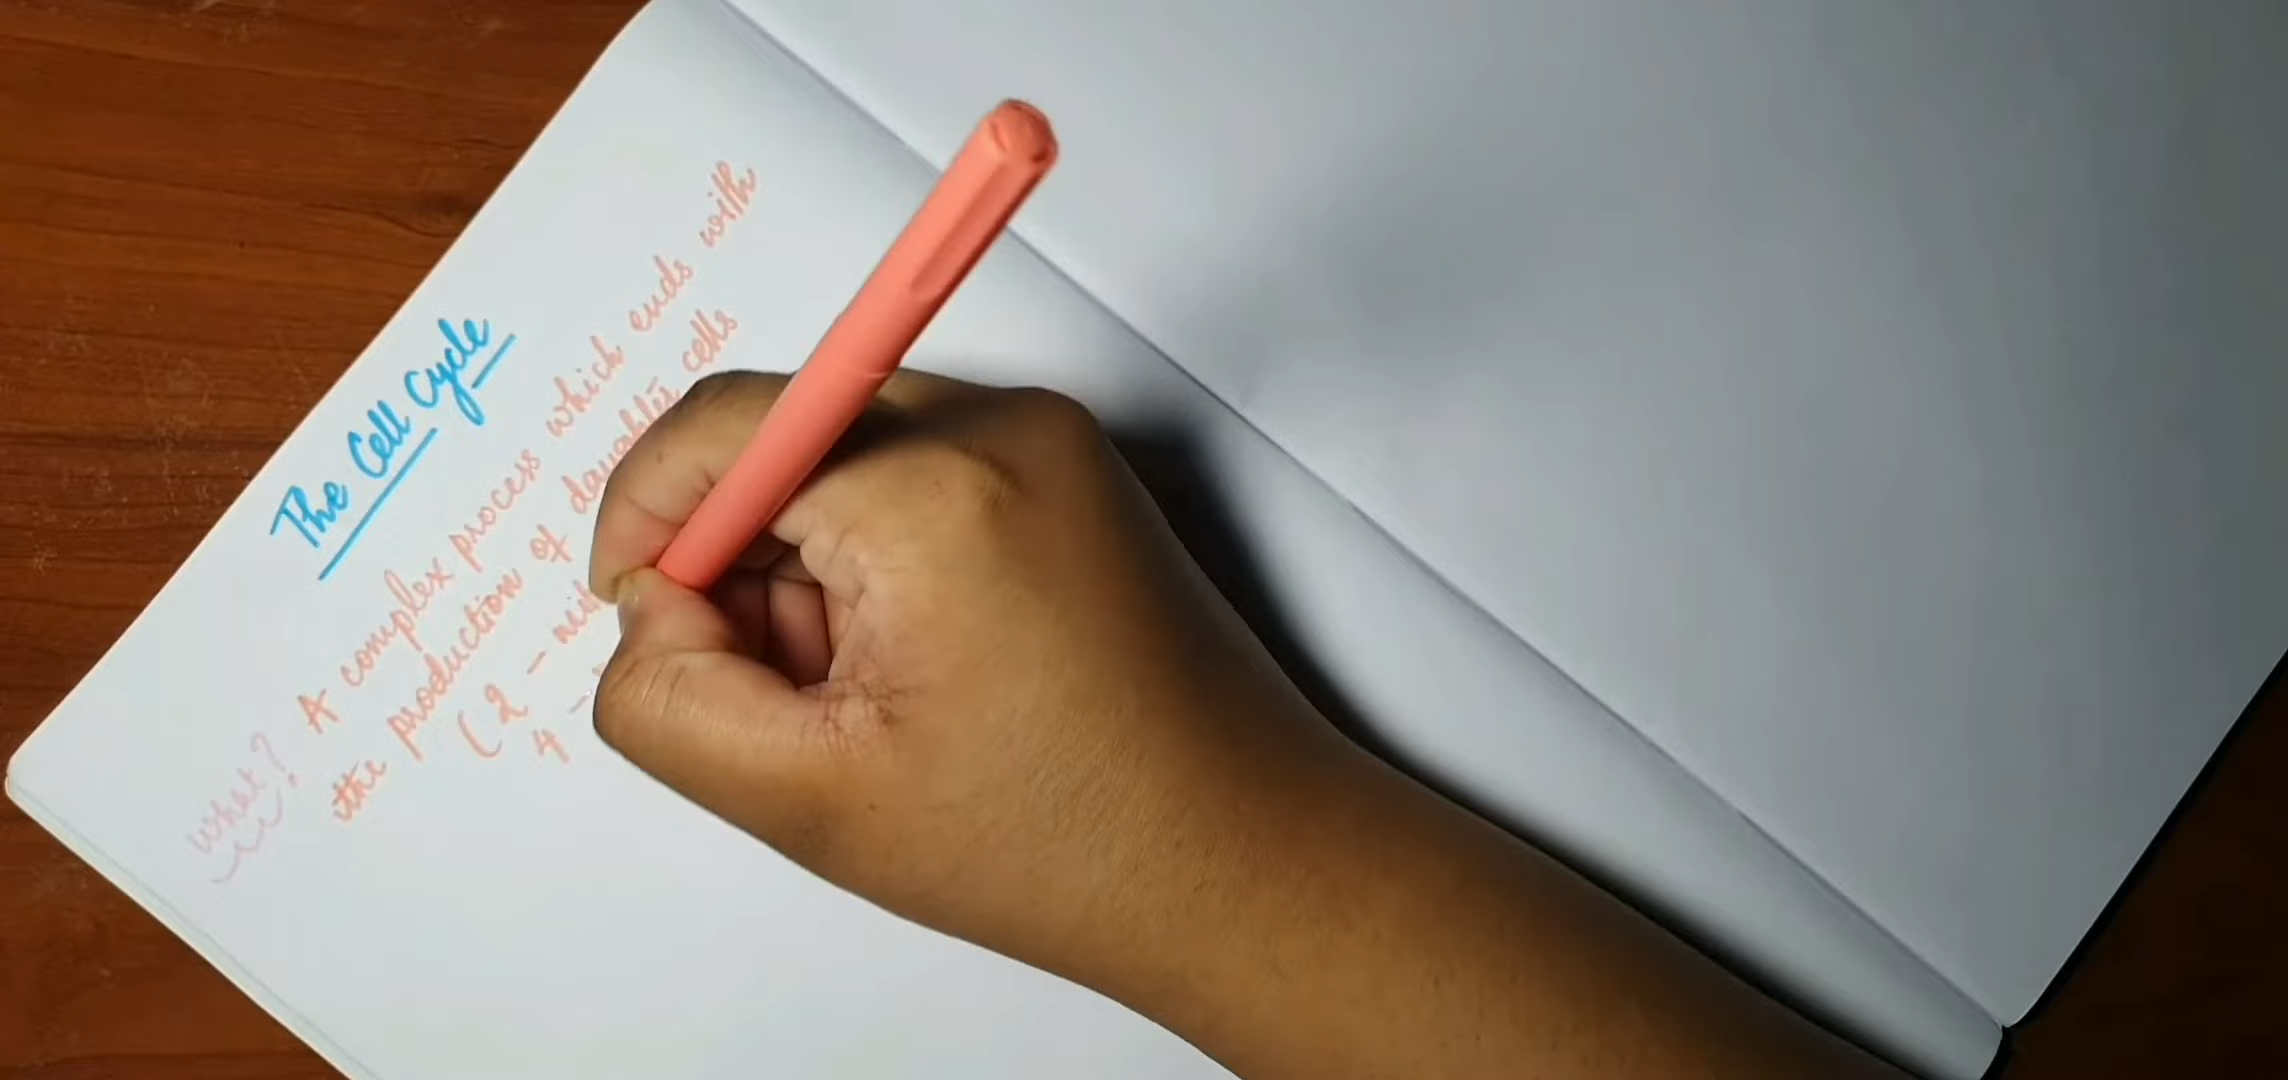 The Cell Cycle
what? A complex process which ends with
the production of daughter cells
(2 -
4 -